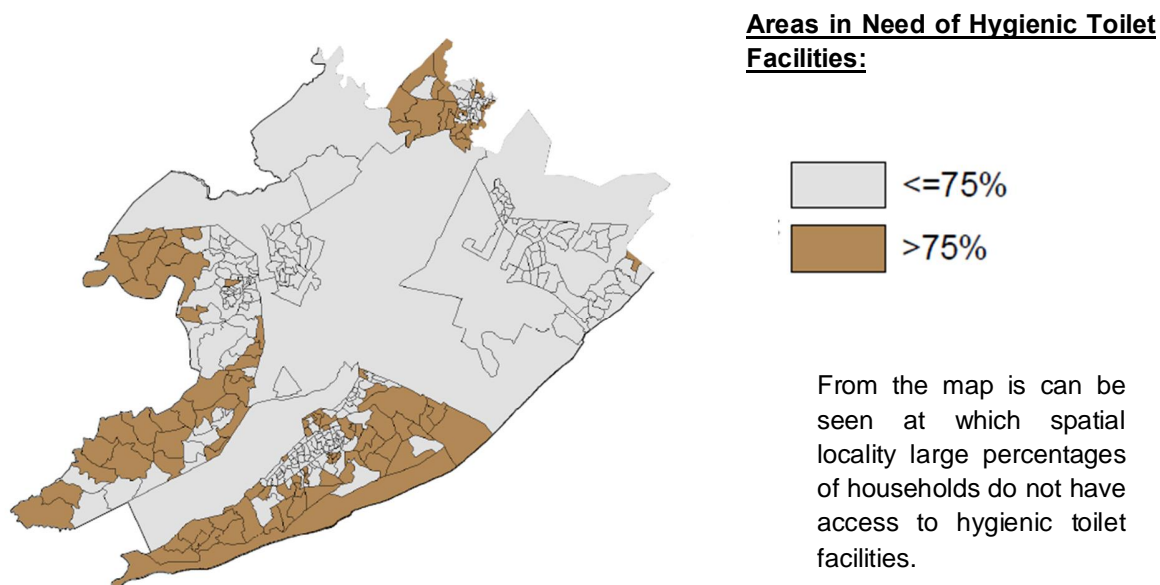 Areas in Need of Hygienic Toilet
Facilities:
<=75%
>75%
From the map is can be
seen at which spatial
locality large percentages
of households do not have
access to hygienic toilet
facilities.